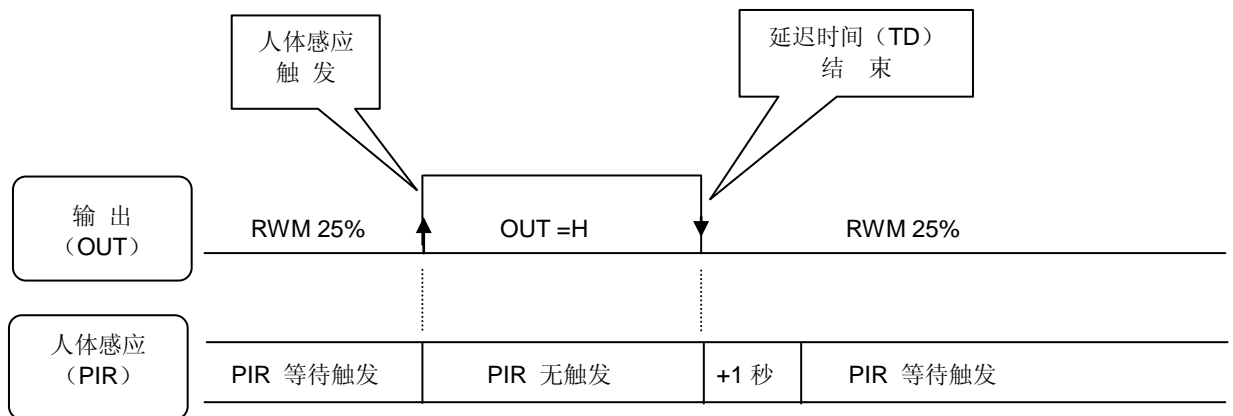 人体感应
触 发
延迟时间（TD）
结 束
输 出
（OUT）
RWM 25%
OUT =H
RWM 25%
人体感应
（PIR）
PIR 等待触发
PIR 无触发
+1 秒
PIR 等待触发